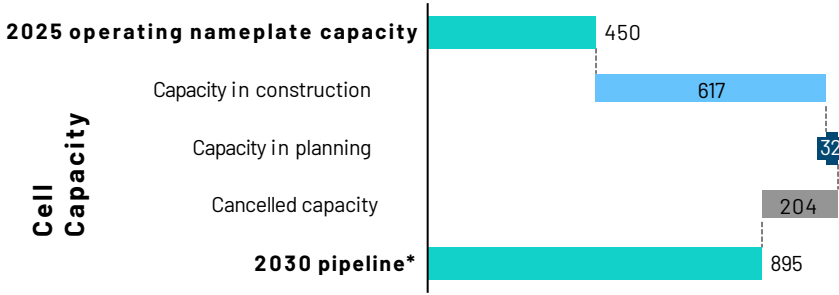 2025 operating nameplate capacity 450
Capacity in construction 617
Capacity in planning 32
Cancelled capacity 204
2030 pipeline* 895
Cell
Capacity